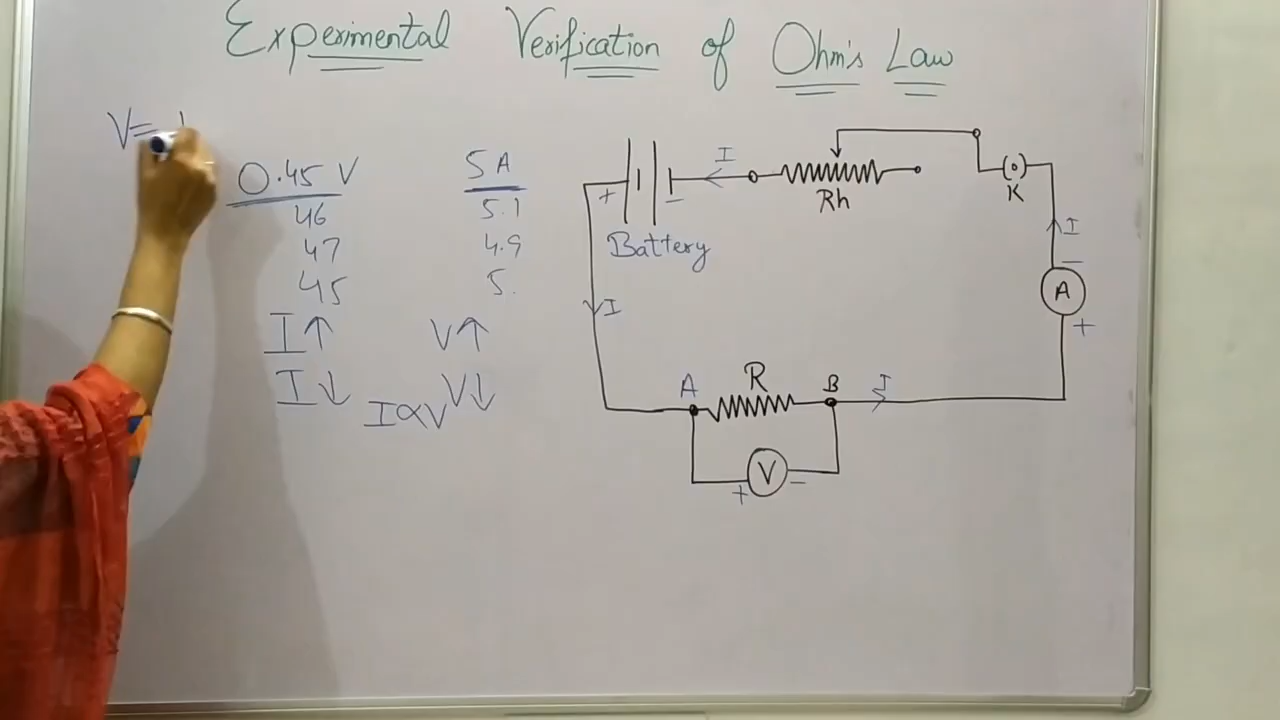 Experimental Verification of Ohm's Law
V=
0.45 V 5 A
46 5.1
47 4.9
45 5.
I↑ V↑
I↓ V↓
I∝V
I
Rh
K
+ −
Battery
I
I
−
A
+
A R B I
V
+ −